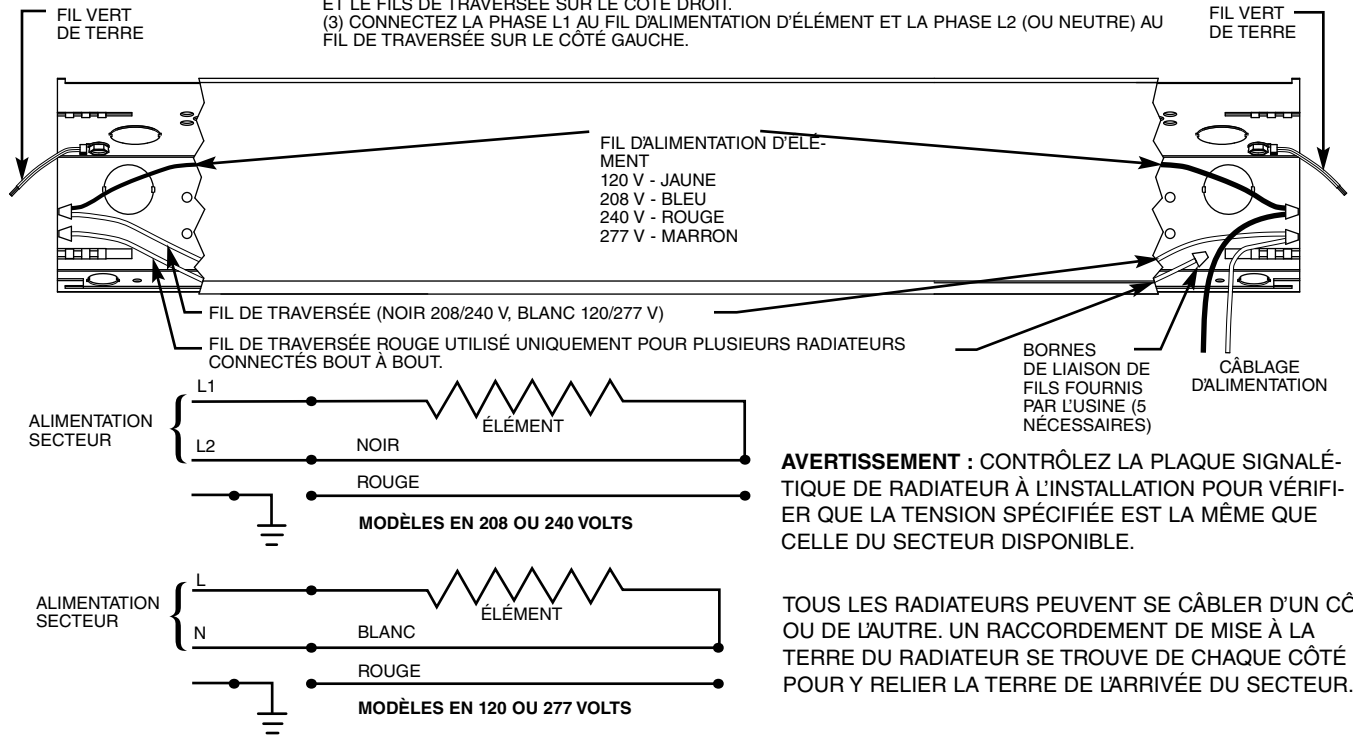 ET LE FILS DE TRAVERSÉE SUR LE CÔTÉ DROIT.
(3) CONNECTEZ LA PHASE L1 AU FIL D'ALIMENTATION D'ÉLÉMENT ET LA PHASE L2 (OU NEUTRE) AU
FIL DE TRAVERSÉE SUR LE CÔTÉ GAUCHE.
FIL VERT
DE TERRE
FIL VERT
DE TERRE
FIL D'ALIMENTATION D'ÉLÉ-
MENT
120 V - JAUNE
208 V - BLEU
240 V - ROUGE
277 V - MARRON
FIL DE TRAVERSÉE (NOIR 208/240 V, BLANC 120/277 V)
FIL DE TRAVERSÉE ROUGE UTILISÉ UNIQUEMENT POUR PLUSIEURS RADIATEURS
CONNECTÉS BOUT À BOUT.
BORNES
DE LIAISON DE
FILS FOURNIS
PAR L'USINE (5
NÉCESSAIRES)
CÂBLAGE
D'ALIMENTATION
ALIMENTATION
SECTEUR
L1
ÉLÉMENT
L2
NOIR
ROUGE
MODÈLES EN 208 OU 240 VOLTS
ALIMENTATION
SECTEUR
L
ÉLÉMENT
N
BLANC
ROUGE
MODÈLES EN 120 OU 277 VOLTS
AVERTISSEMENT : CONTRÔLEZ LA PLAQUE SIGNALÉ-
TIQUE DE RADIATEUR À L'INSTALLATION POUR VÉRIFI-
ER QUE LA TENSION SPÉCIFIÉE EST LA MÊME QUE
CELLE DU SECTEUR DISPONIBLE.
TOUS LES RADIATEURS PEUVENT SE CÂBLER D'UN CÔ
OU DE L'AUTRE. UN RACCORDEMENT DE MISE À LA
TERRE DU RADIATEUR SE TROUVE DE CHAQUE CÔTÉ
POUR Y RELIER LA TERRE DE L'ARRIVÉE DU SECTEUR.